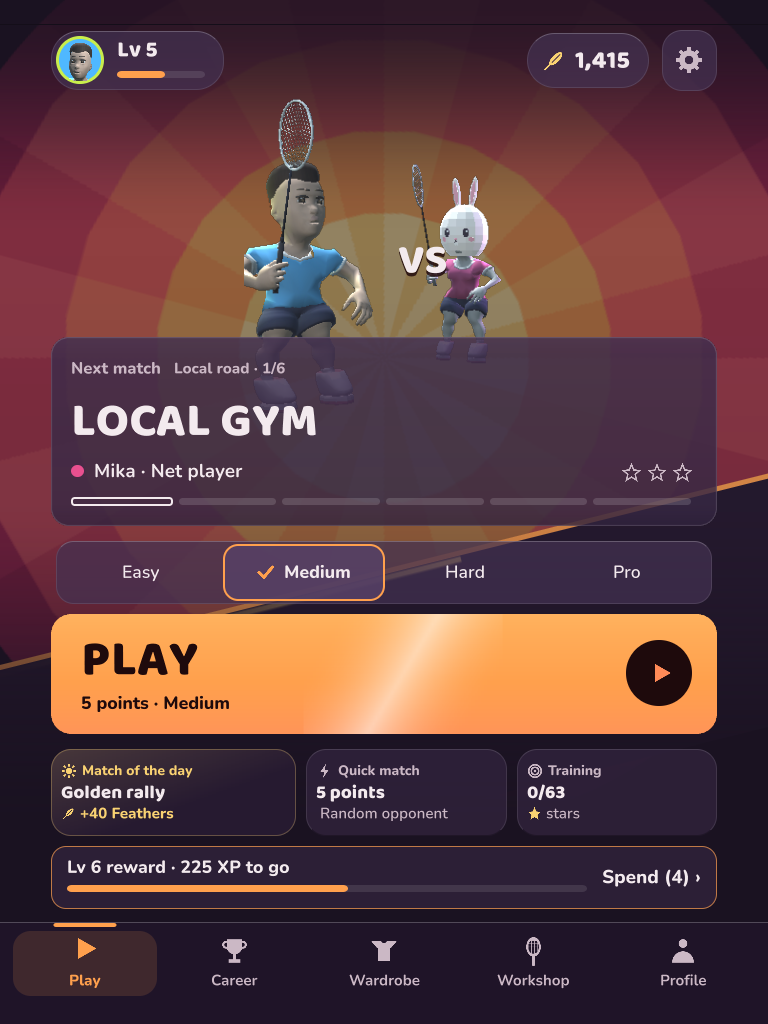 Lv 5
1,415
VS
Next match Local road · 1/6
LOCAL GYM
Mika · Net player
Easy
Medium
Hard
Pro
PLAY
5 points · Medium
Match of the day
Golden rally
+40 Feathers
Quick match
5 points
Random opponent
Training
0/63
stars
Lv 6 reward · 225 XP to go
Spend (4) ›
Play
Career
Wardrobe
Workshop
Profile